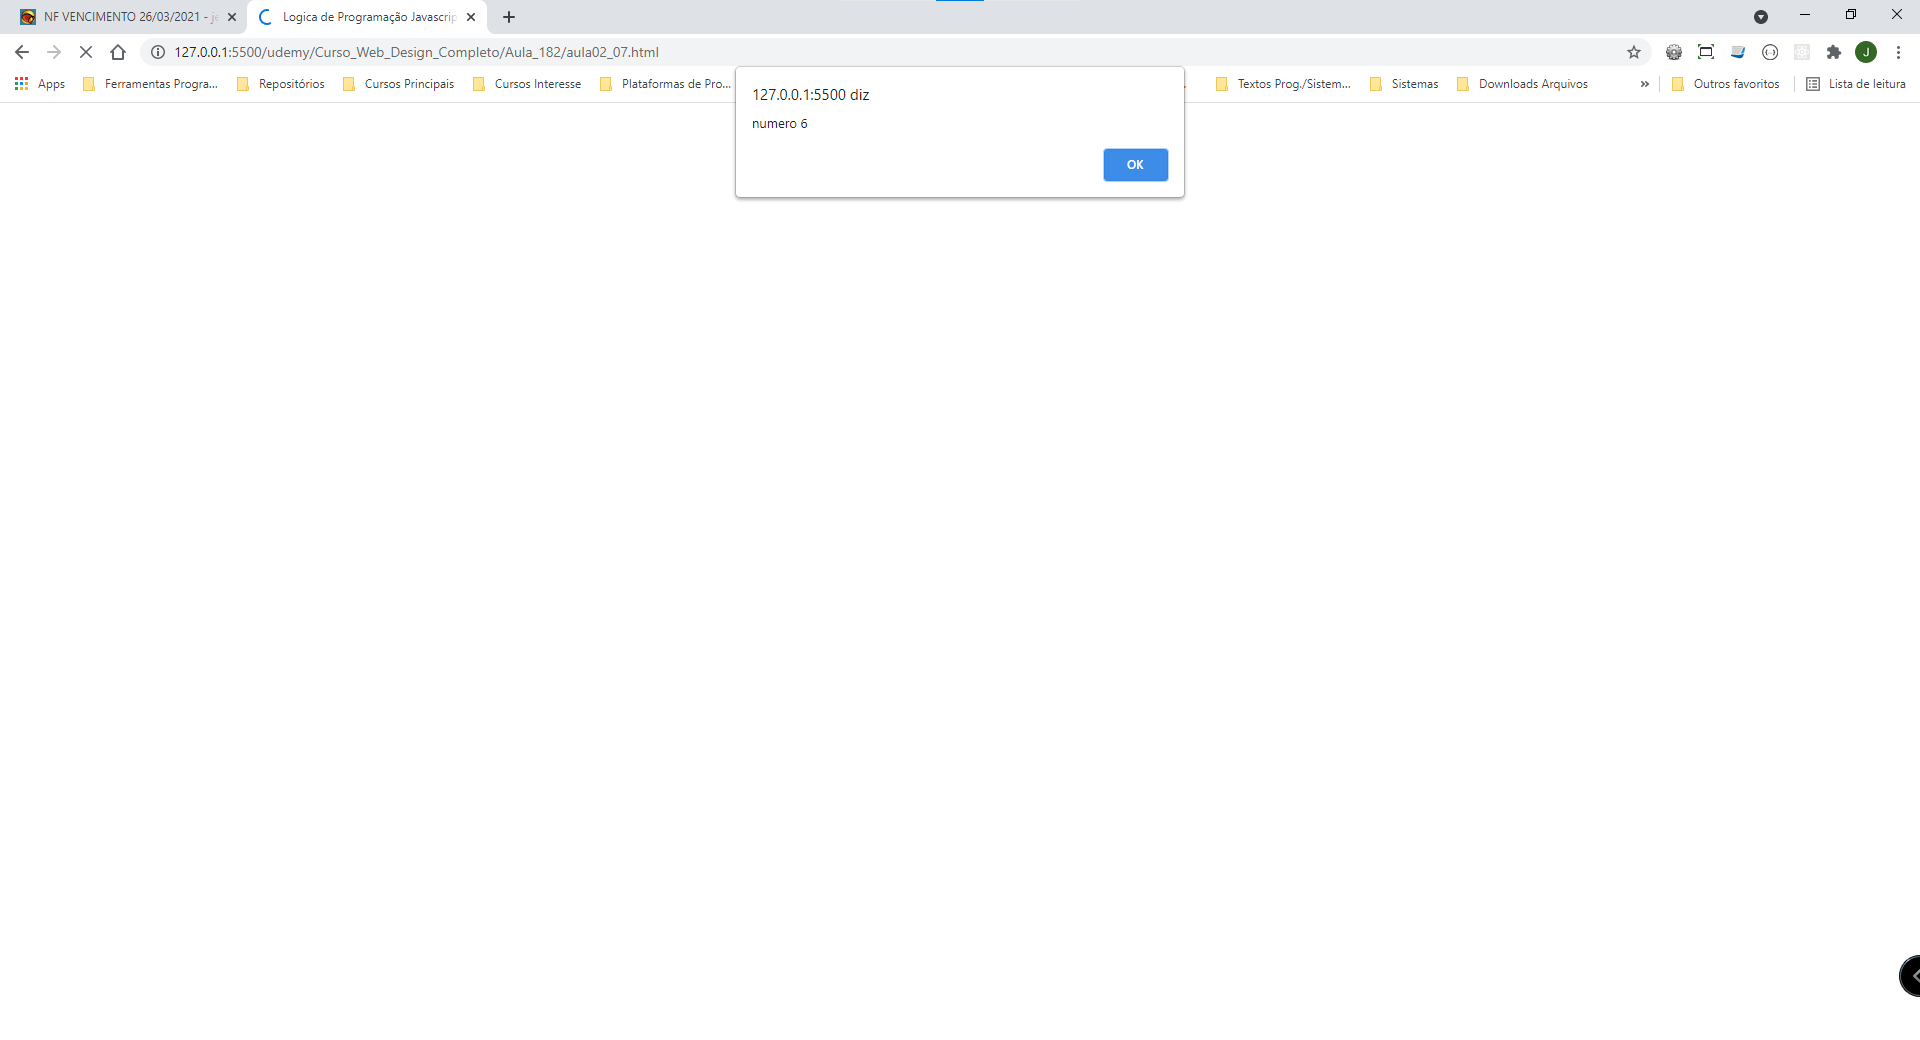 NF VENCIMENTO 26/03/2021 - je
Logica de Programação Javascrip
127.0.0.1:5500/udemy/Curso_Web_Design_Completo/Aula_182/aula02_07.html
J
Apps
Ferramentas Progra...
Repositórios
Cursos Principais
Cursos Interesse
Plataformas de Pro...
Textos Prog./Sistem...
Sistemas
Downloads Arquivos
»
Outros favoritos
Lista de leitura
127.0.0.1:5500 diz
numero 6
OK